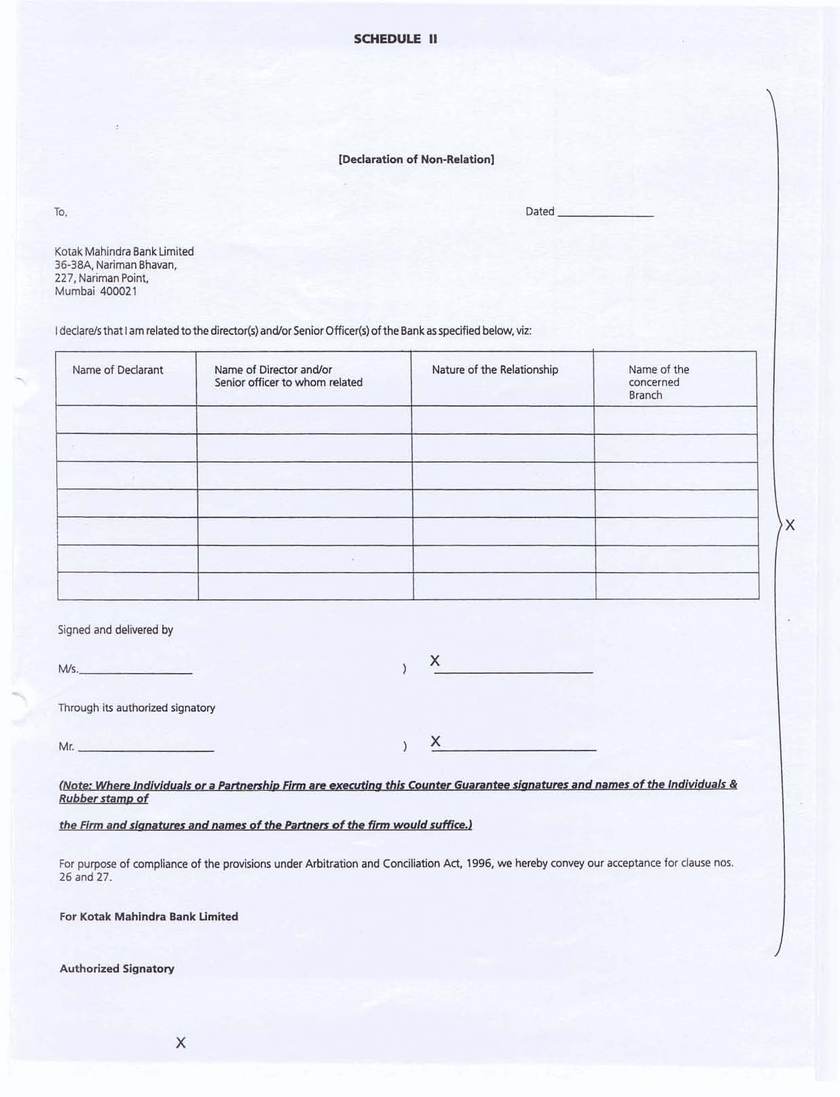 SCHEDULE II
[Declaration of Non-Relation]
To,
Dated
Kotak Mahindra Bank Limited
36-38A, Nariman Bhavan,
227, Nariman Point,
Mumbai 400021
I declare/s that I am related to the director(s) and/or Senior Officer(s) of the Bank as specified below, viz:
Name of Declarant
Name of Director and/or
Senior officer to whom related
Nature of the Relationship
Name of the
concerned
Branch
X
Signed and delivered by
M/s. ) X
Through its authorized signatory
Mr. ) X
(Note: Where Individuals or a Partnership Firm are executing this Counter Guarantee signatures and names of the Individuals &
Rubber stamp of
the Firm and signatures and names of the Partners of the firm would suffice.)
For purpose of compliance of the provisions under Arbitration and Conciliation Act, 1996, we hereby convey our acceptance for clause nos.
26 and 27.
For Kotak Mahindra Bank Limited
Authorized Signatory
X